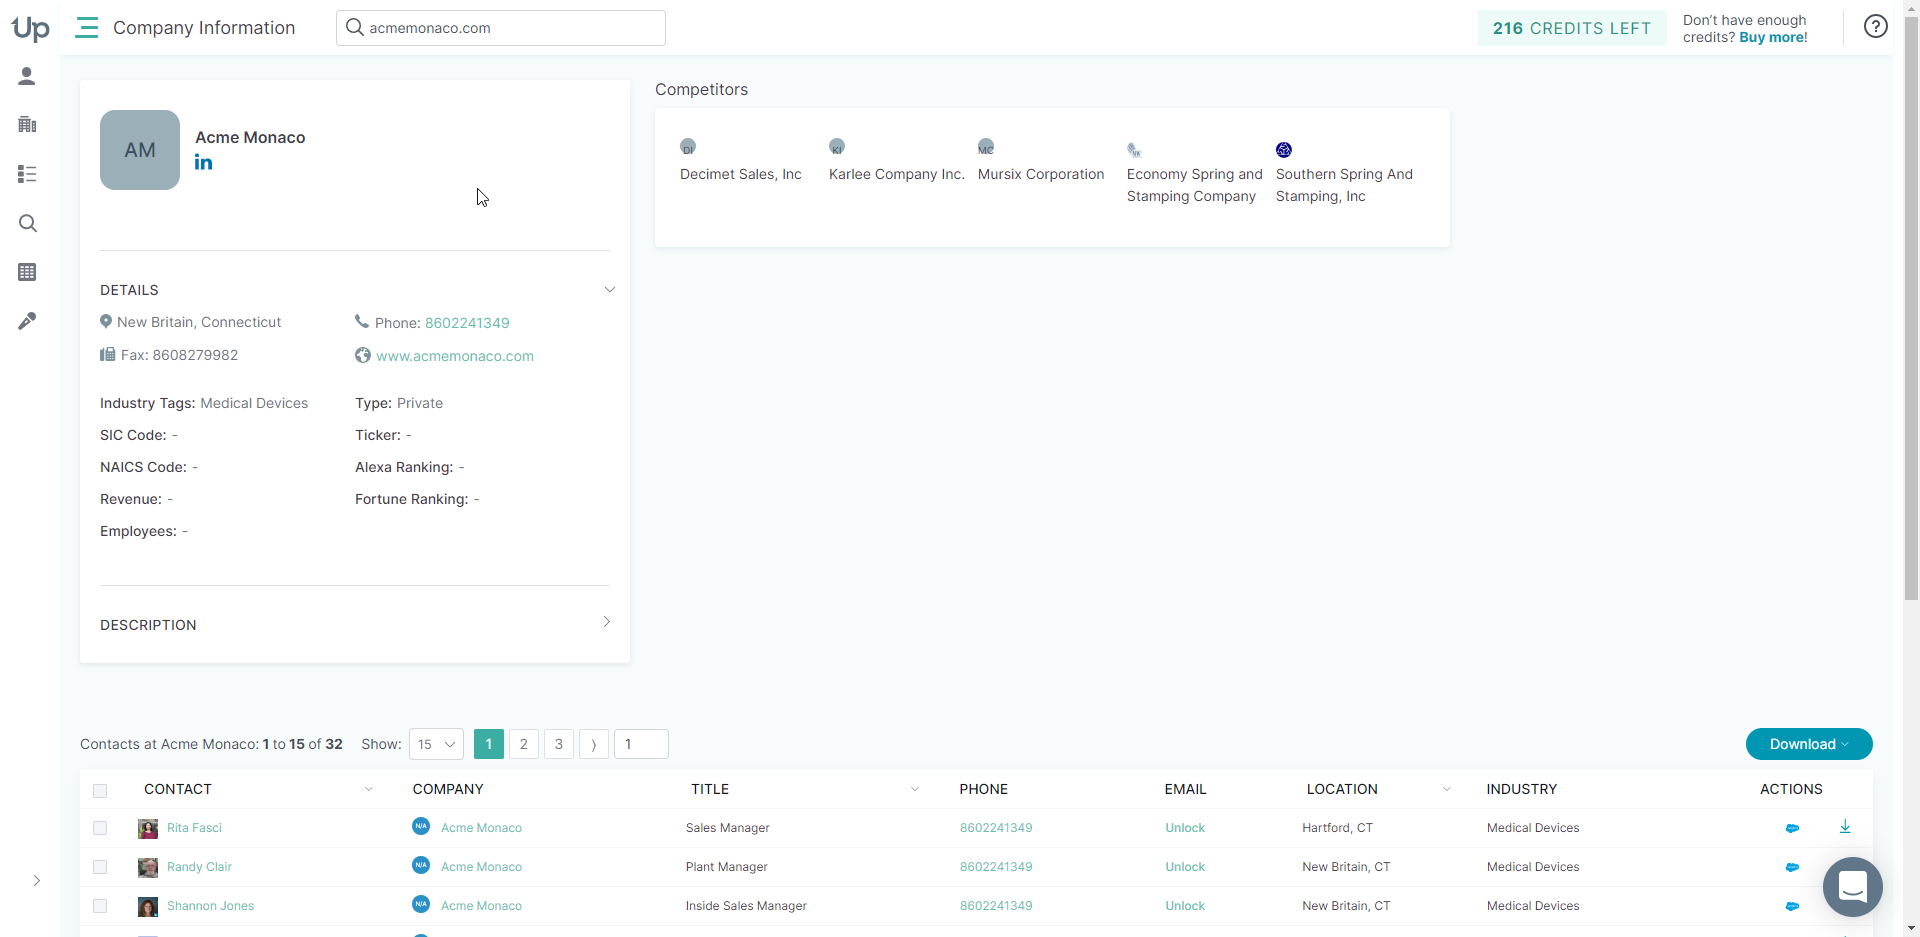 Up
Company Information
acmemonaco.com
216 CREDITS LEFT
Don't have enough
credits? Buy more!
?
AM
Acme Monaco
in
DETAILS
New Britain, Connecticut
Phone: 8602241349
Fax: 8608279982
www.acmemonaco.com
Industry Tags: Medical Devices
Type: Private
SIC Code: -
Ticker: -
NAICS Code: -
Alexa Ranking: -
Revenue: -
Fortune Ranking: -
Employees: -
DESCRIPTION
Competitors
DI
KI
MC
Decimet Sales, Inc
Karlee Company Inc.
Mursix Corporation
Economy Spring and
Stamping Company
Southern Spring And
Stamping, Inc
Contacts at Acme Monaco: 1 to 15 of 32
Show: 15
1 2 3 ⟩ 1
Download
CONTACT COMPANY TITLE PHONE EMAIL LOCATION INDUSTRY ACTIONS
Rita Fasci N/A Acme Monaco Sales Manager 8602241349 Unlock Hartford, CT Medical Devices
Randy Clair N/A Acme Monaco Plant Manager 8602241349 Unlock New Britain, CT Medical Devices
Shannon Jones N/A Acme Monaco Inside Sales Manager 8602241349 Unlock New Britain, CT Medical Devices